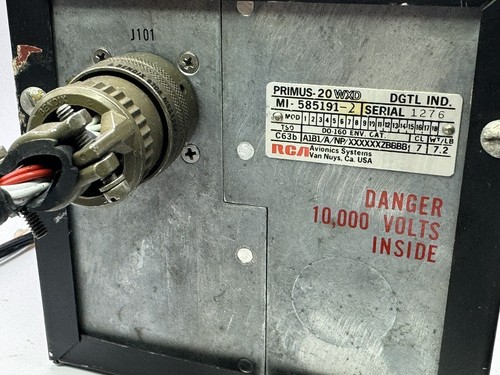 J101
PRIMUS-20 WXD DGTL IND.
MI-585191-2 SERIAL 1276
MOD 1 2 3 4 5 6 7 8 9 10 11 12 13 14 15 16 17 18
TSO DO-160 ENV. CAT. CL WT/LB
C63b A1B1/A/NP/XXXXXXZBBBB 7 7.2
RCA Avionics Systems
Van Nuys, Ca. USA
DANGER
10,000 VOLTS
INSIDE